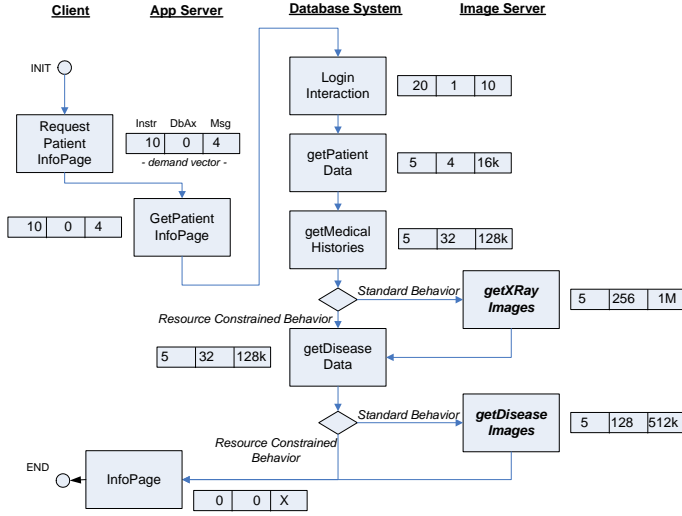 Client App Server Database System Image Server
INIT
Login
Interaction
20 1 10
Request
Patient
InfoPage
Instr DbAx Msg
10 0 4
- demand vector -
getPatient
Data
5 4 16k
GetPatient
InfoPage
10 0 4
getMedical
Histories
5 32 128k
Standard Behavior
getXRay
Images
5 256 1M
Resource Constrained Behavior
getDisease
Data
5 32 128k
Standard Behavior
getDisease
Images
5 128 512k
Resource Constrained
Behavior
END
InfoPage
0 0 X